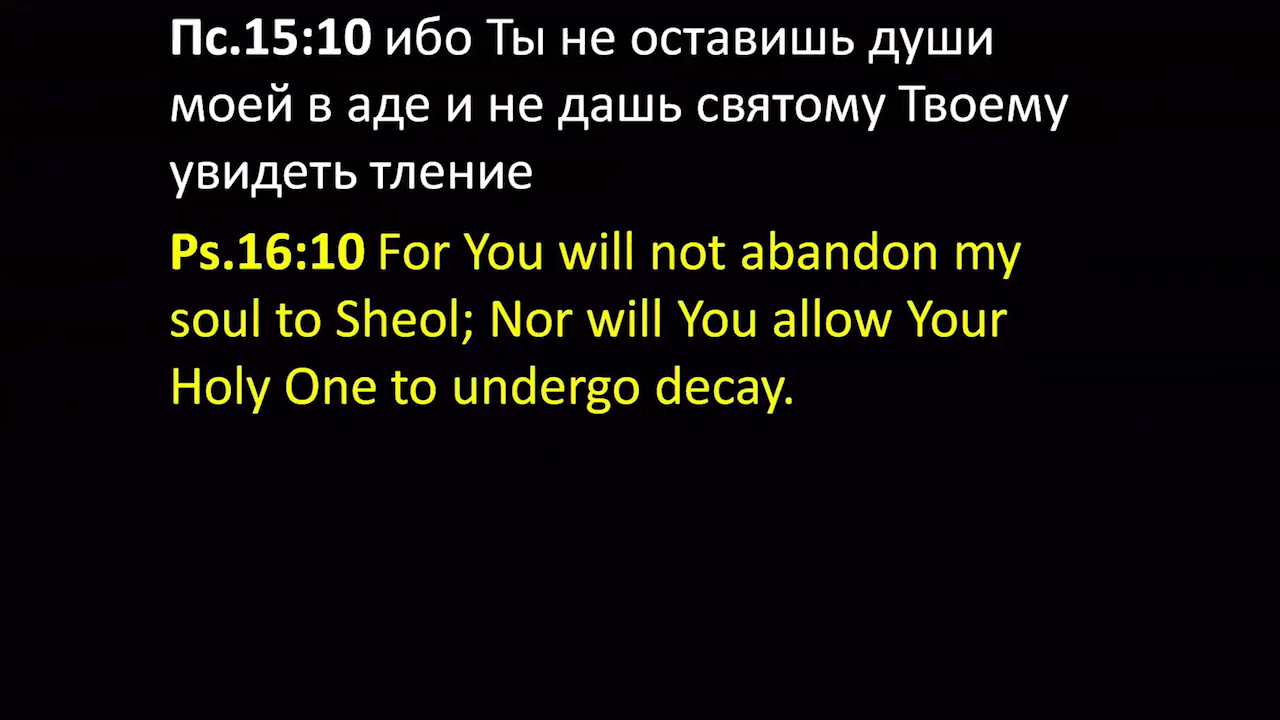 Пс.15:10 ибо Ты не оставишь души
моей в аде и не дашь святому Твоему
увидеть тление
Ps.16:10 For You will not abandon my
soul to Sheol; Nor will You allow Your
Holy One to undergo decay.